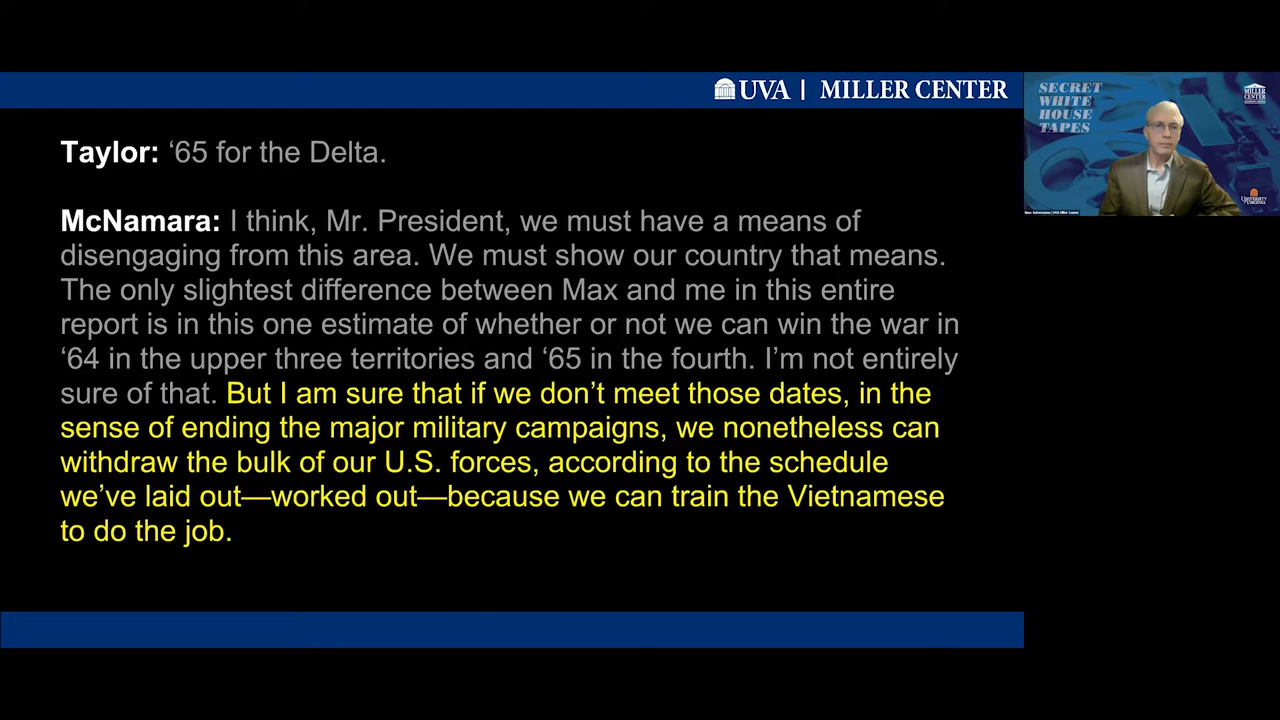 UVA | MILLER CENTER
Taylor: ‘65 for the Delta.
McNamara: I think, Mr. President, we must have a means of
disengaging from this area. We must show our country that means.
The only slightest difference between Max and me in this entire
report is in this one estimate of whether or not we can win the war in
‘64 in the upper three territories and ‘65 in the fourth. I’m not entirely
sure of that. But I am sure that if we don’t meet those dates, in the
sense of ending the major military campaigns, we nonetheless can
withdraw the bulk of our U.S. forces, according to the schedule
we’ve laid out—worked out—because we can train the Vietnamese
to do the job.
SECRET
WHITE
HOUSE
TAPES
MILLER
CENTER
UNIVERSITY
VIRGINIA